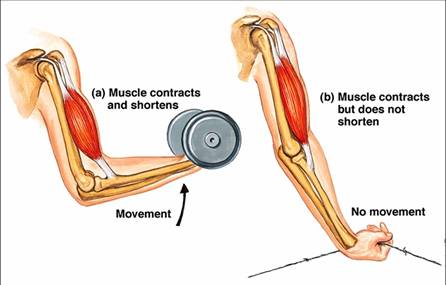 (a) Muscle contracts
and shortens
Movement
(b) Muscle contracts
but does not
shorten
No movement